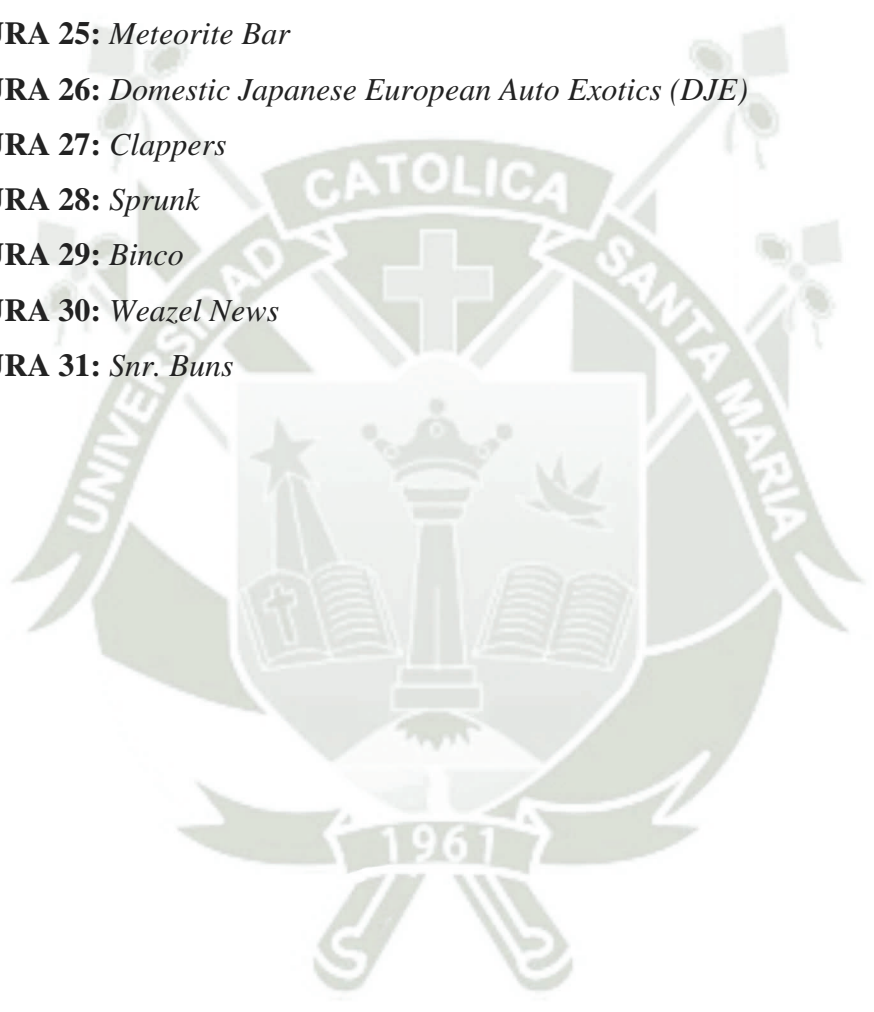 URA 25: Meteorite Bar
URA 26: Domestic Japanese European Auto Exotics (DJE)
URA 27: Clappers
URA 28: Sprunk
URA 29: Binco
URA 30: Weazel News
URA 31: Snr. Buns
UNIVERSIDAD CATOLICA SANTA MARIA
1961